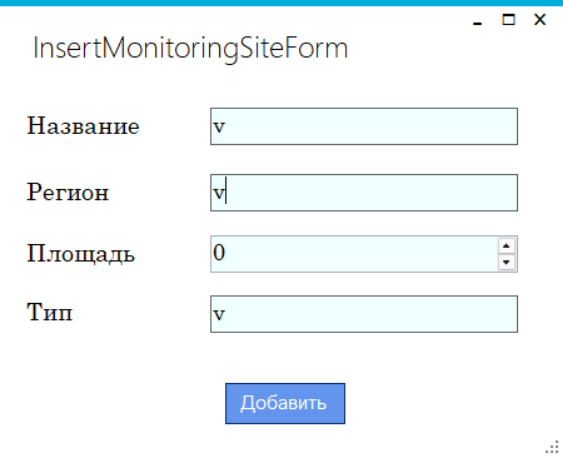 InsertMonitoringSiteForm
Название v
Регион v
Площадь 0
Тип v
Добавить